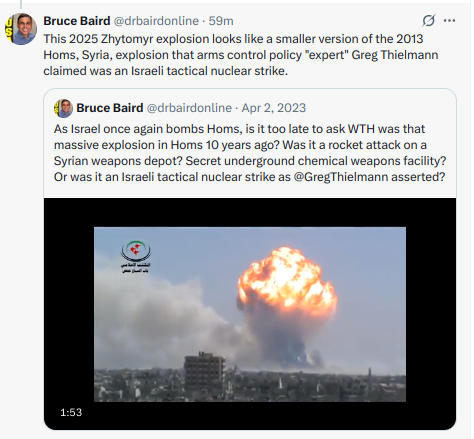 Bruce Baird @drbairdonline · 59m
This 2025 Zhytomyr explosion looks like a smaller version of the 2013
Homs, Syria, explosion that arms control policy "expert" Greg Thielmann
claimed was an Israeli tactical nuclear strike.
Bruce Baird @drbairdonline · Apr 2, 2023
As Israel once again bombs Homs, is it too late to ask WTH was that
massive explosion in Homs 10 years ago? Was it a rocket attack on a
Syrian weapons depot? Secret underground chemical weapons facility?
Or was it an Israeli tactical nuclear strike as @GregThielmann asserted?
المكتب الاعلامي
1:53